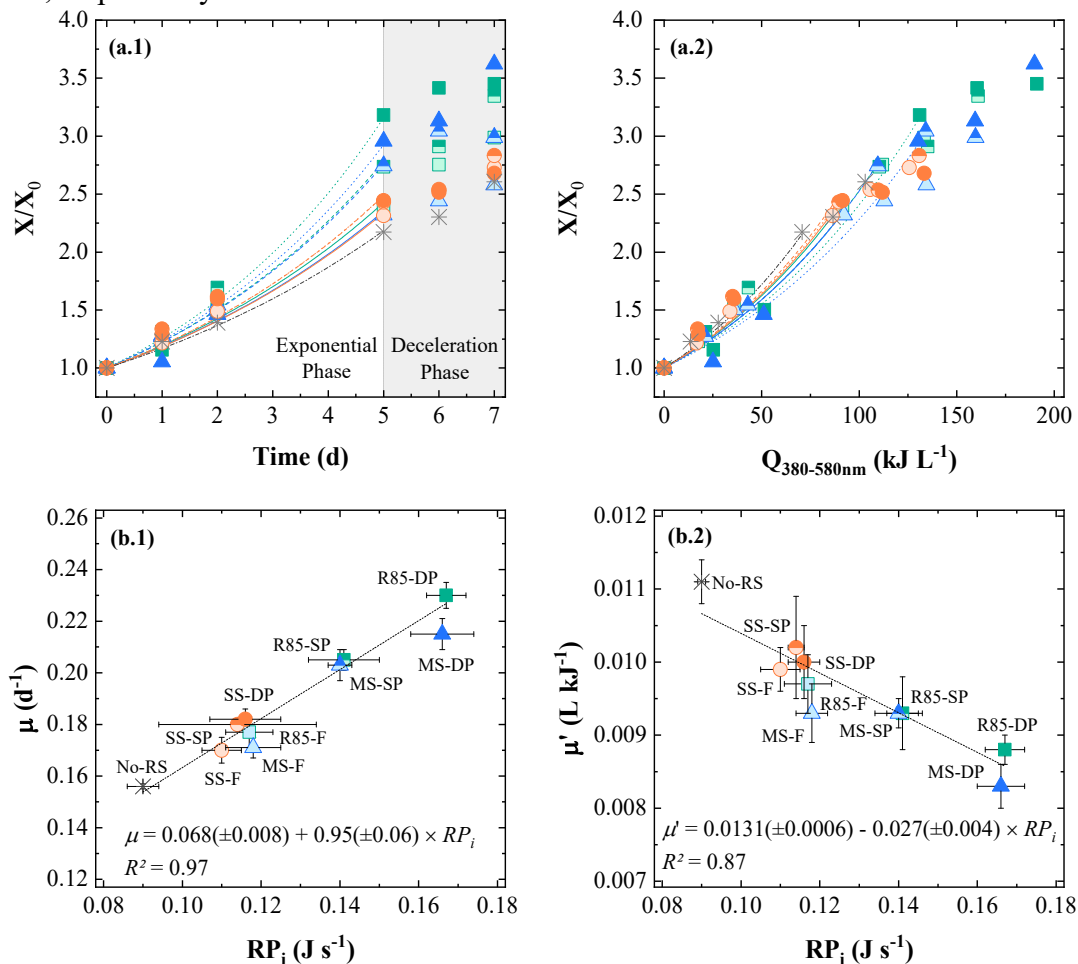 (a.1)
4.0
3.5
3.0
2.5
2.0
1.5
1.0
X/X₀
Exponential Phase
Deceleration Phase
0 1 2 3 4 5 6 7
Time (d)
(a.2)
4.0
3.5
3.0
2.5
2.0
1.5
1.0
X/X₀
0 50 100 150 200
Q₃₈₀₋₅₈₀nm (kJ L⁻¹)
(b.1)
0.26
0.24
0.22
0.20
0.18
0.16
0.14
0.12
μ (d⁻¹)
R85-DP
MS-DP
R85-SP
MS-SP
SS-DP
SS-SP
R85-F
SS-F
MS-F
No-RS
μ = 0.068(±0.008) + 0.95(±0.06) × RPᵢ
R² = 0.97
0.08 0.10 0.12 0.14 0.16 0.18
RPᵢ (J s⁻¹)
(b.2)
0.012
0.011
0.010
0.009
0.008
0.007
μ' (L kJ⁻¹)
No-RS
SS-SP
SS-DP
SS-F
R85-F
R85-SP
MS-F
MS-SP
R85-DP
MS-DP
μ' = 0.0131(±0.0006) - 0.027(±0.004) × RPᵢ
R² = 0.87
0.08 0.10 0.12 0.14 0.16 0.18
RPᵢ (J s⁻¹)